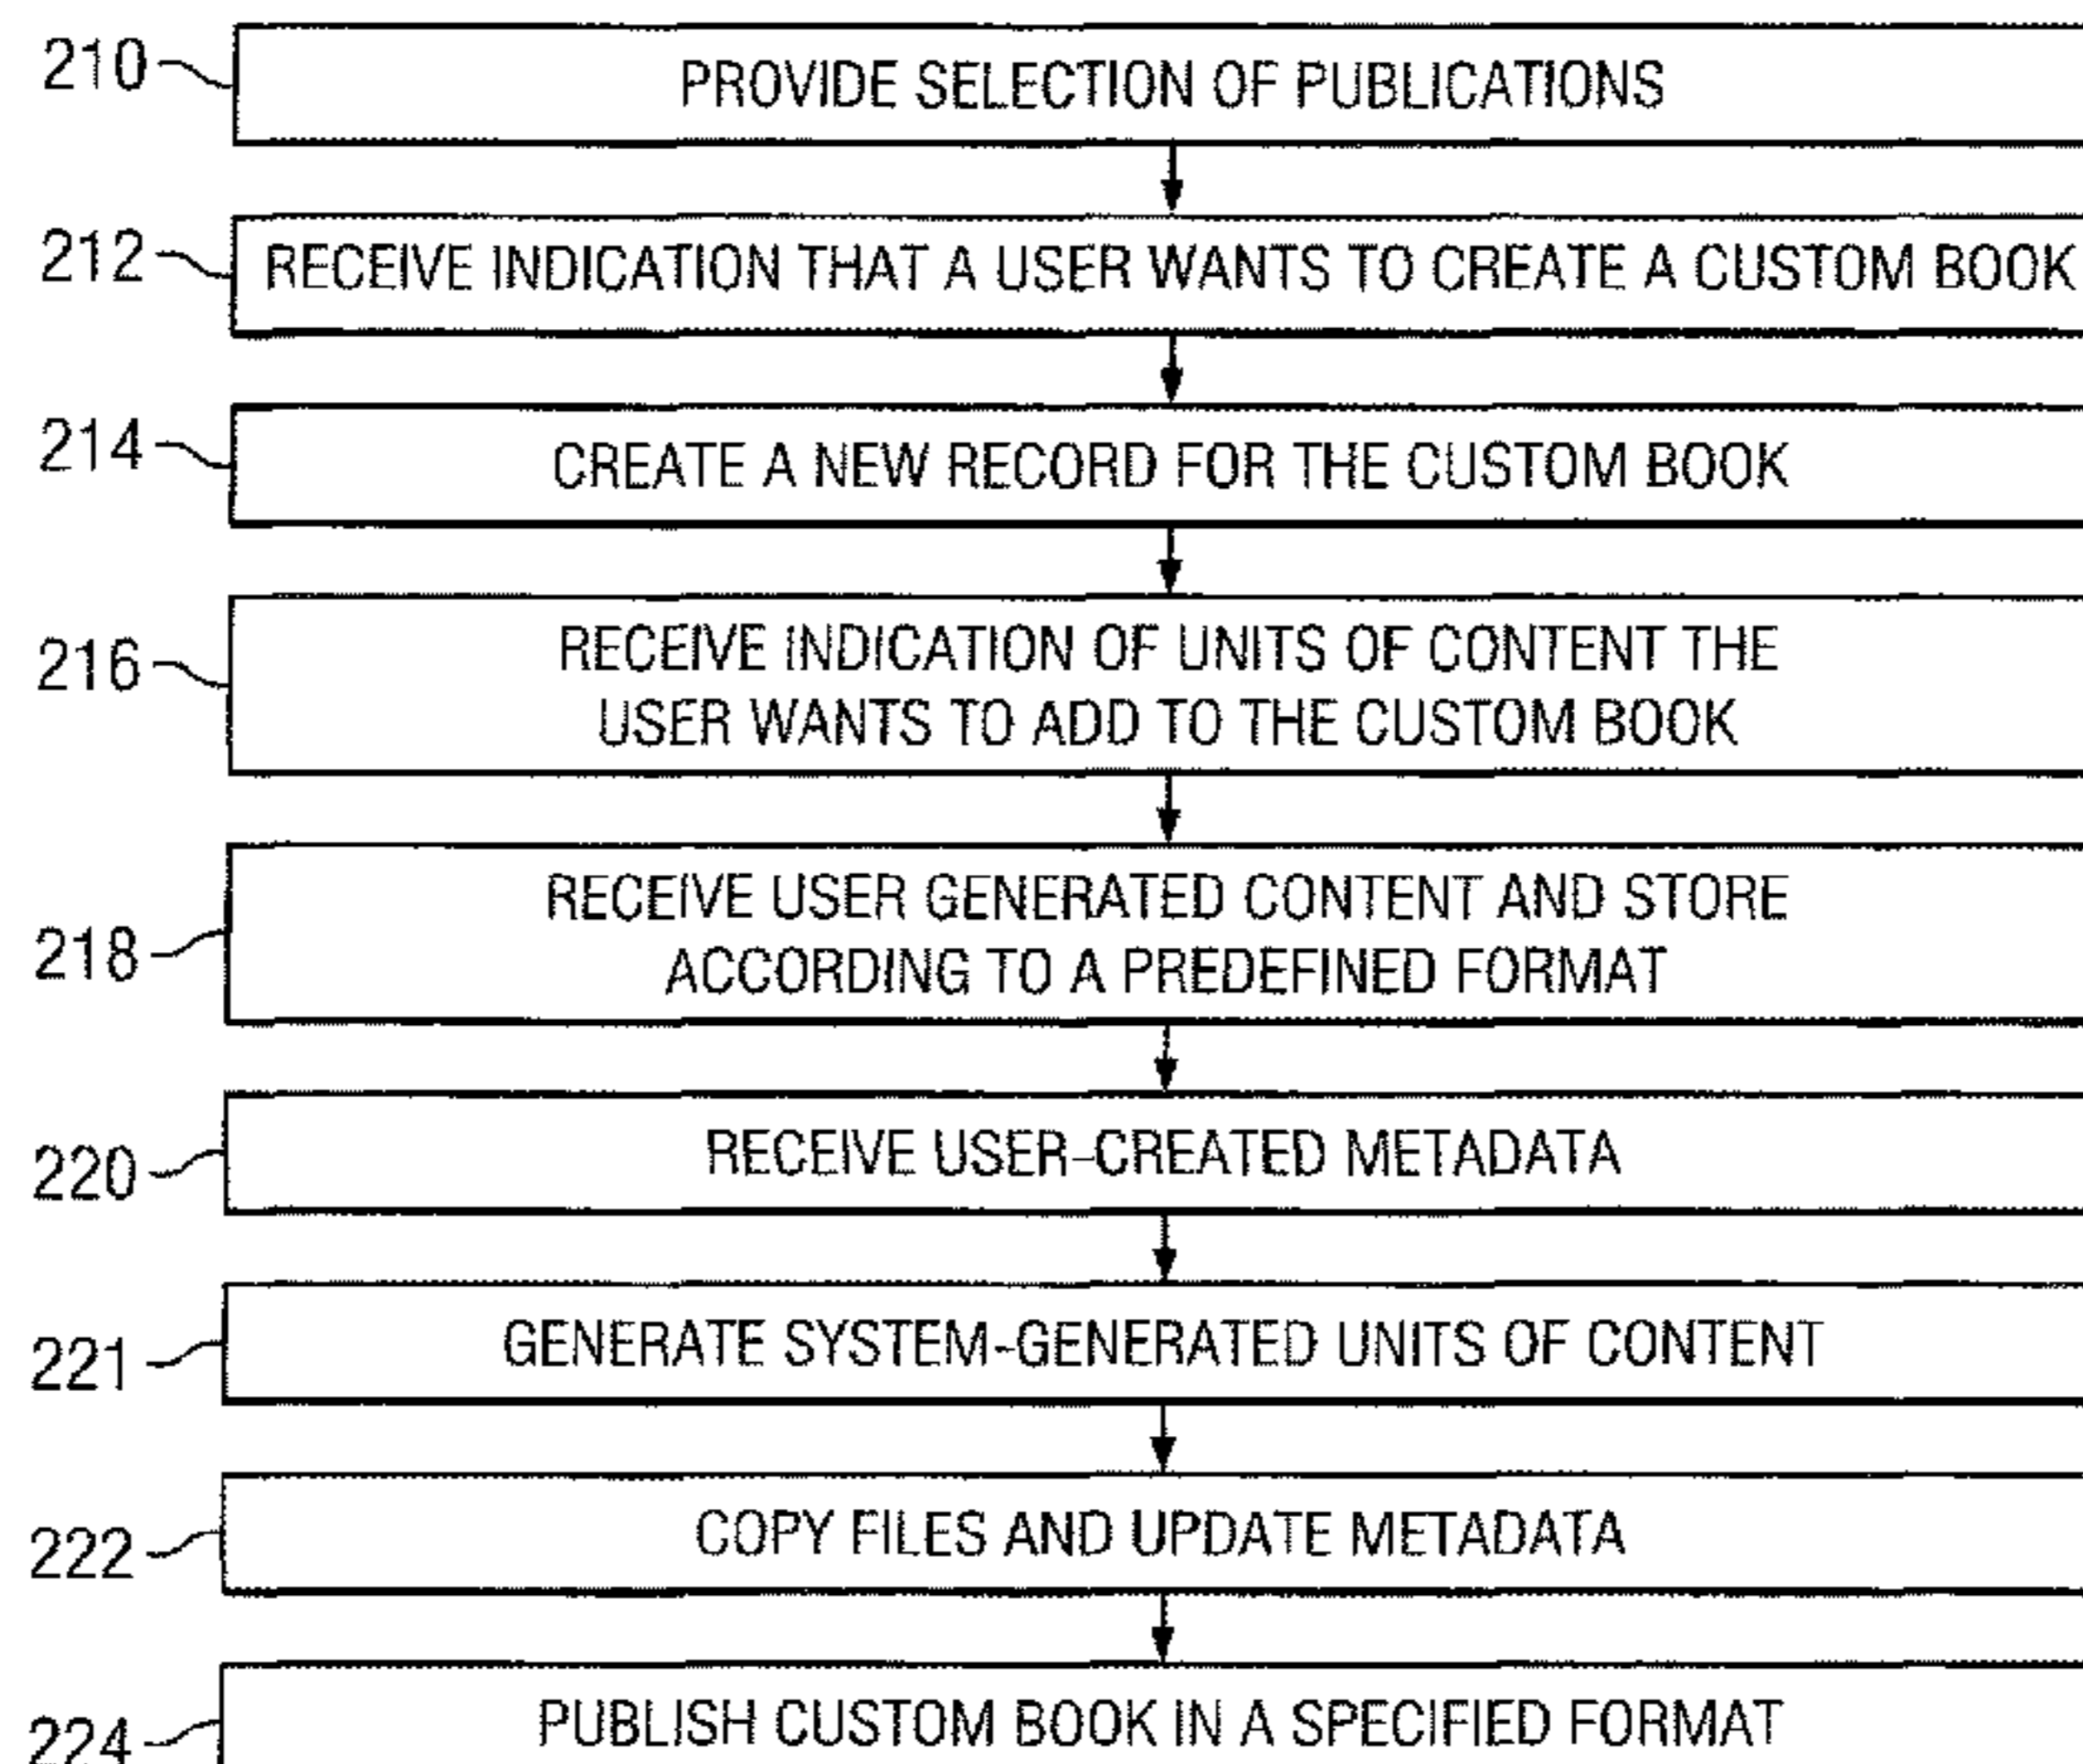 210 PROVIDE SELECTION OF PUBLICATIONS
212 RECEIVE INDICATION THAT A USER WANTS TO CREATE A CUSTOM BOOK
214 CREATE A NEW RECORD FOR THE CUSTOM BOOK
216 RECEIVE INDICATION OF UNITS OF CONTENT THE
USER WANTS TO ADD TO THE CUSTOM BOOK
218 RECEIVE USER GENERATED CONTENT AND STORE
ACCORDING TO A PREDEFINED FORMAT
220 RECEIVE USER-CREATED METADATA
221 GENERATE SYSTEM-GENERATED UNITS OF CONTENT
222 COPY FILES AND UPDATE METADATA
224 PUBLISH CUSTOM BOOK IN A SPECIFIED FORMAT